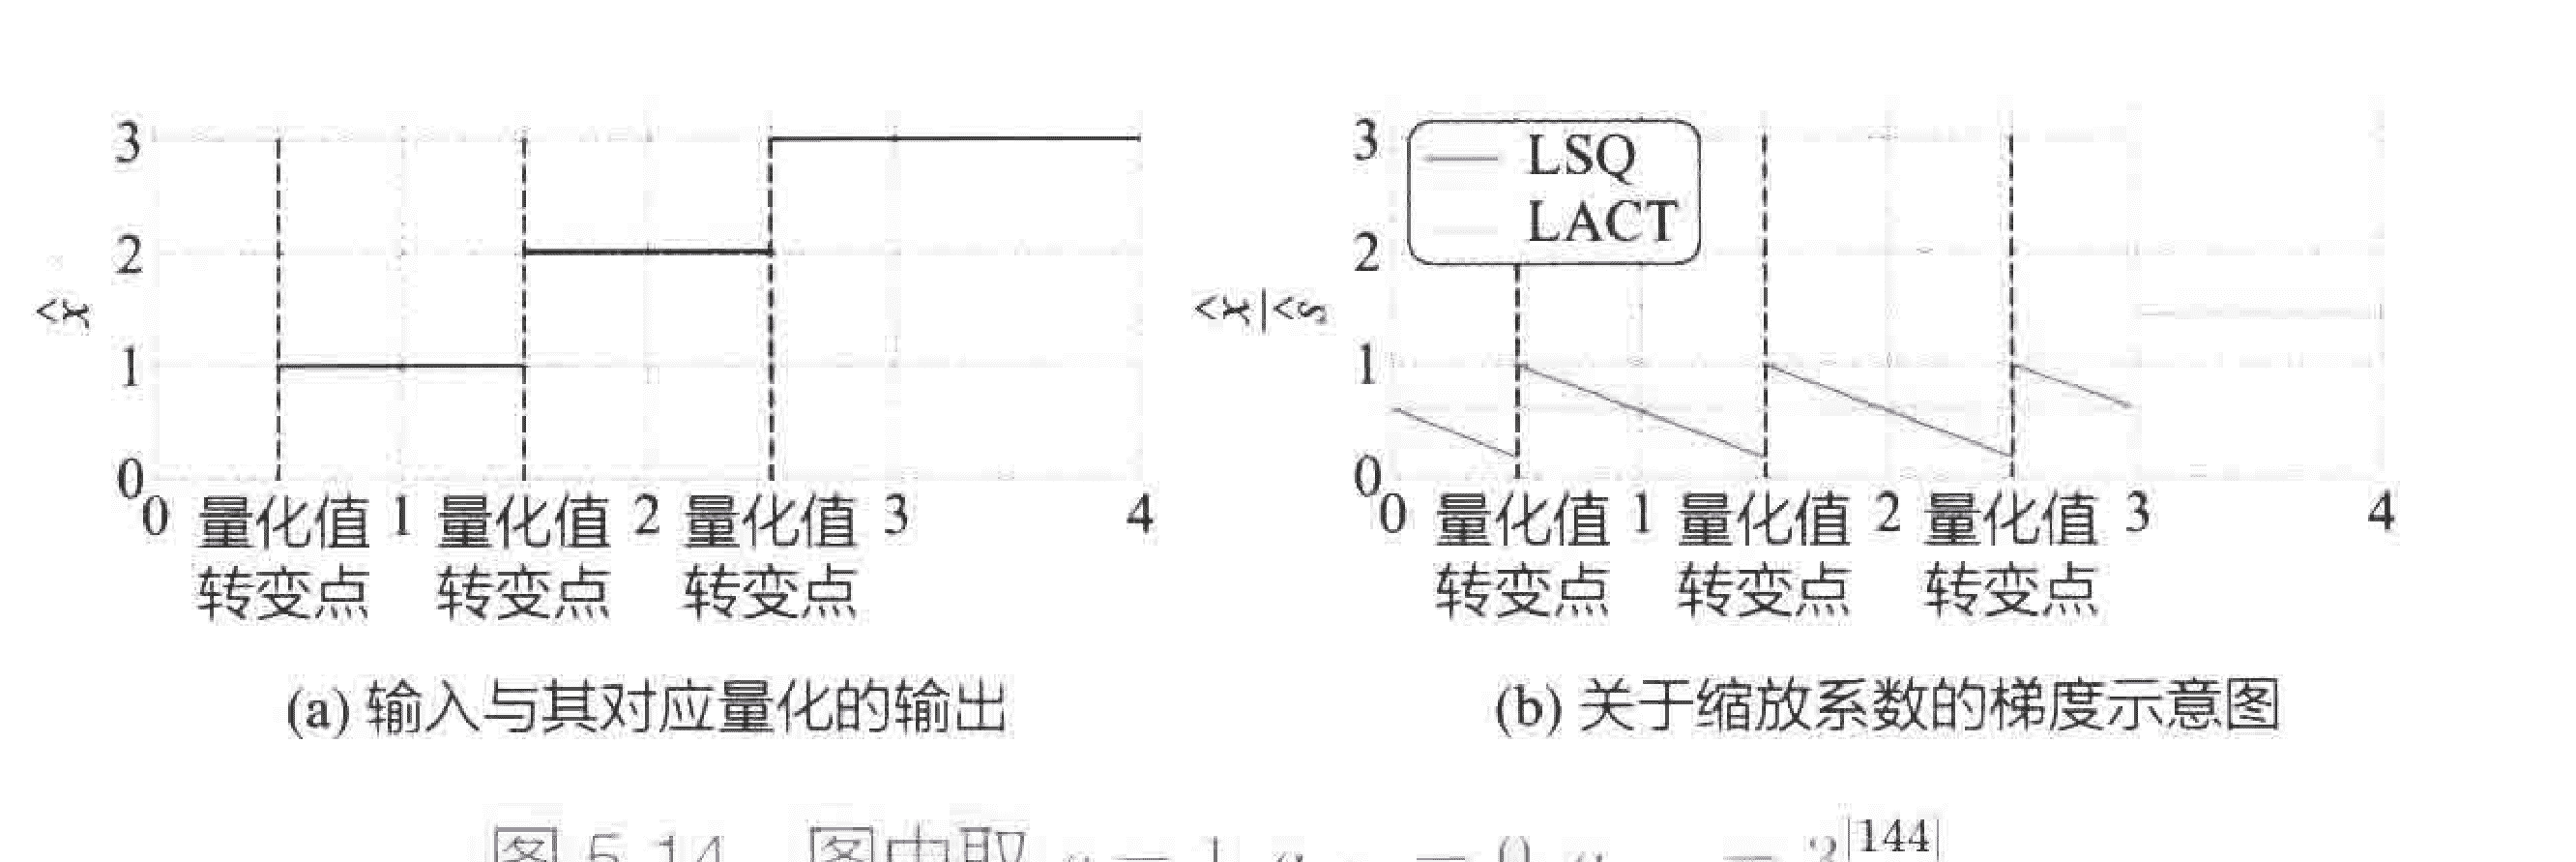 3
2
1
0
x̂
0 量化值 1 量化值 2 量化值 3 4
转变点 转变点 转变点
(a) 输入与其对应量化的输出
3
2
1
0
x̂
ŝ
LSQ
LACT
0 量化值 1 量化值 2 量化值 3 4
转变点 转变点 转变点
(b) 关于缩放系数的梯度示意图
图 5.14 图中取 [144]